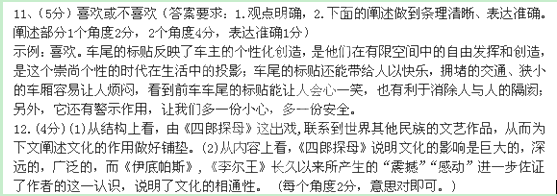 11、(5分) 喜欢或不喜欢（答案要求：1.观点明确，2.下面的阐述做到条理清晰、表达准确。
阐述部分1个角度2分，2个角度4分，表达准确1分）
示例：喜欢。车尾的标贴反映了车主的个性化创造，是他们在有限空间中的自由发挥和创造，
是这个崇尚个性的时代在生活中的投影；车尾的标贴还能带给人以快乐，拥堵的交通、狭小
的车厢容易让人烦闷，看到前车车尾的标贴能让人会心一笑，也有利于消除人与人的隔阂；
另外，它还有警示作用，让我们多一份小心，多一份安全。
12.(4分)(1)从结构上看，由《四郎探母》这出戏,联系到世界其他民族的文艺作品，从而为
下文阐述文化的作用做好铺垫。(2)从内容上看，《四郎探母》说明文化的影响是巨大的，深
远的，广泛的，而《伊底帕斯》,《李尔王》长久以来所产生的“震撼”“感动”进一步佐证
了作者的这一认识，说明了文化的相通性。 (每个角度2分，意思对即可。)